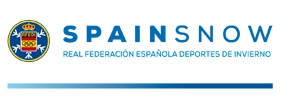 SPAINSNOW
REAL FEDERACIÓN ESPAÑOLA DEPORTES DE INVIERNO